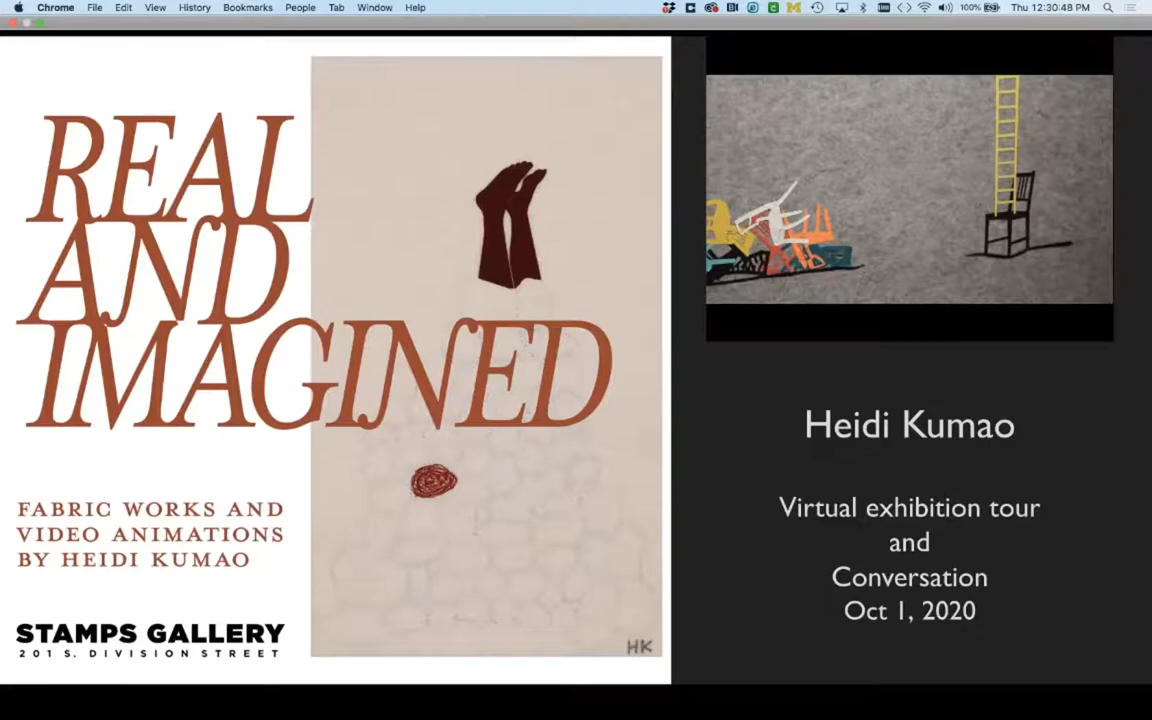 Chrome File Edit View History Bookmarks People Tab Window Help 100% Thu 12:30:48 PM
REAL
AND
IMAGINED
FABRIC WORKS AND
VIDEO ANIMATIONS
BY HEIDI KUMAO
STAMPS GALLERY
201 S. DIVISION STREET
HK
Heidi Kumao
Virtual exhibition tour
and
Conversation
Oct 1, 2020